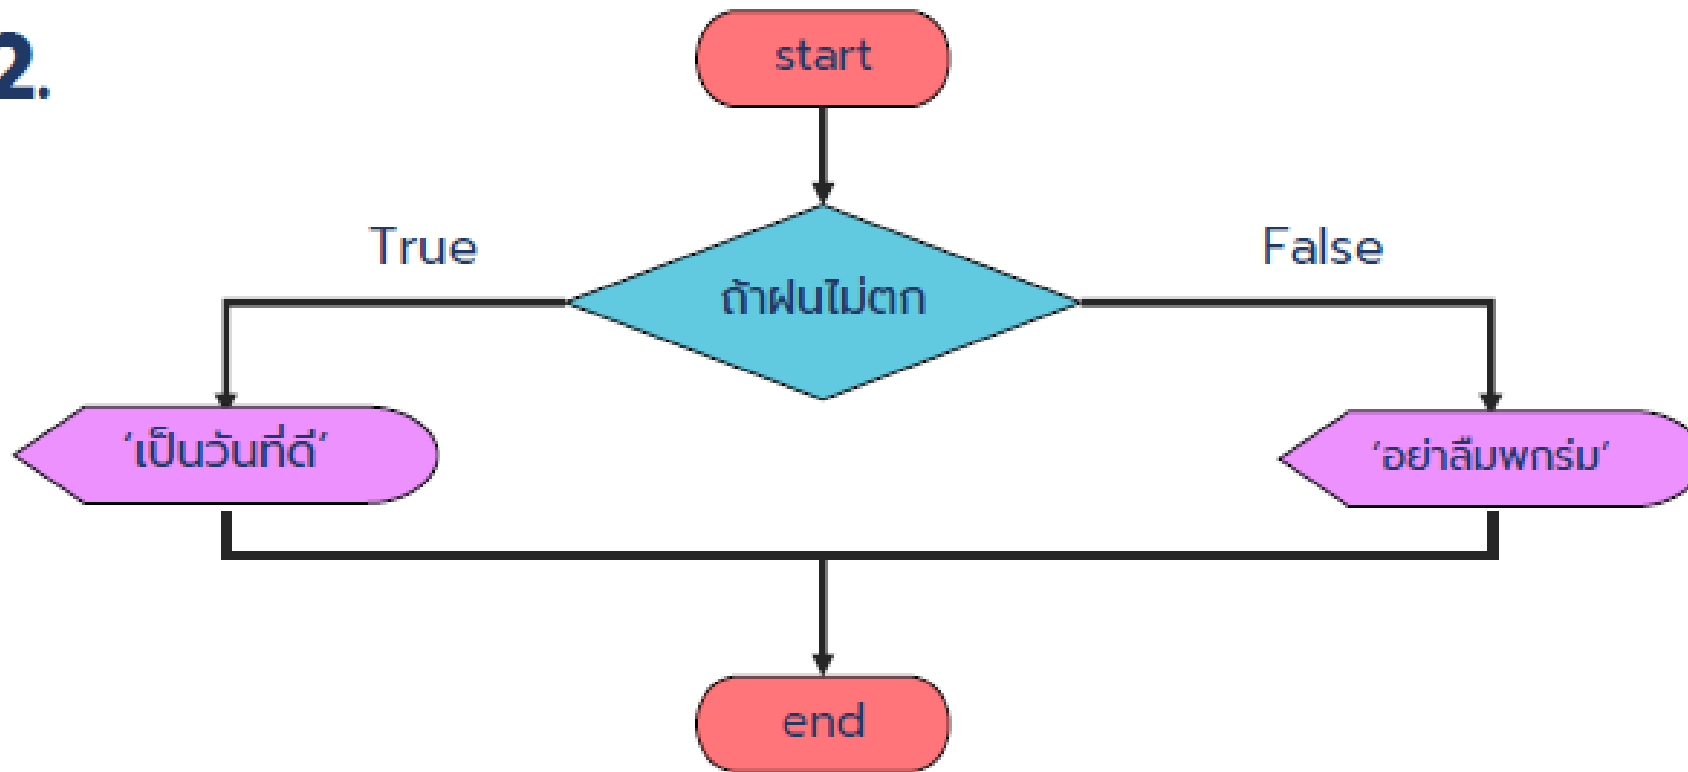 2.
start
True
False
ถ้าฝนไม่ตก
‘เป็นวันที่ดี’
‘อย่าลืมพกร่ม’
end